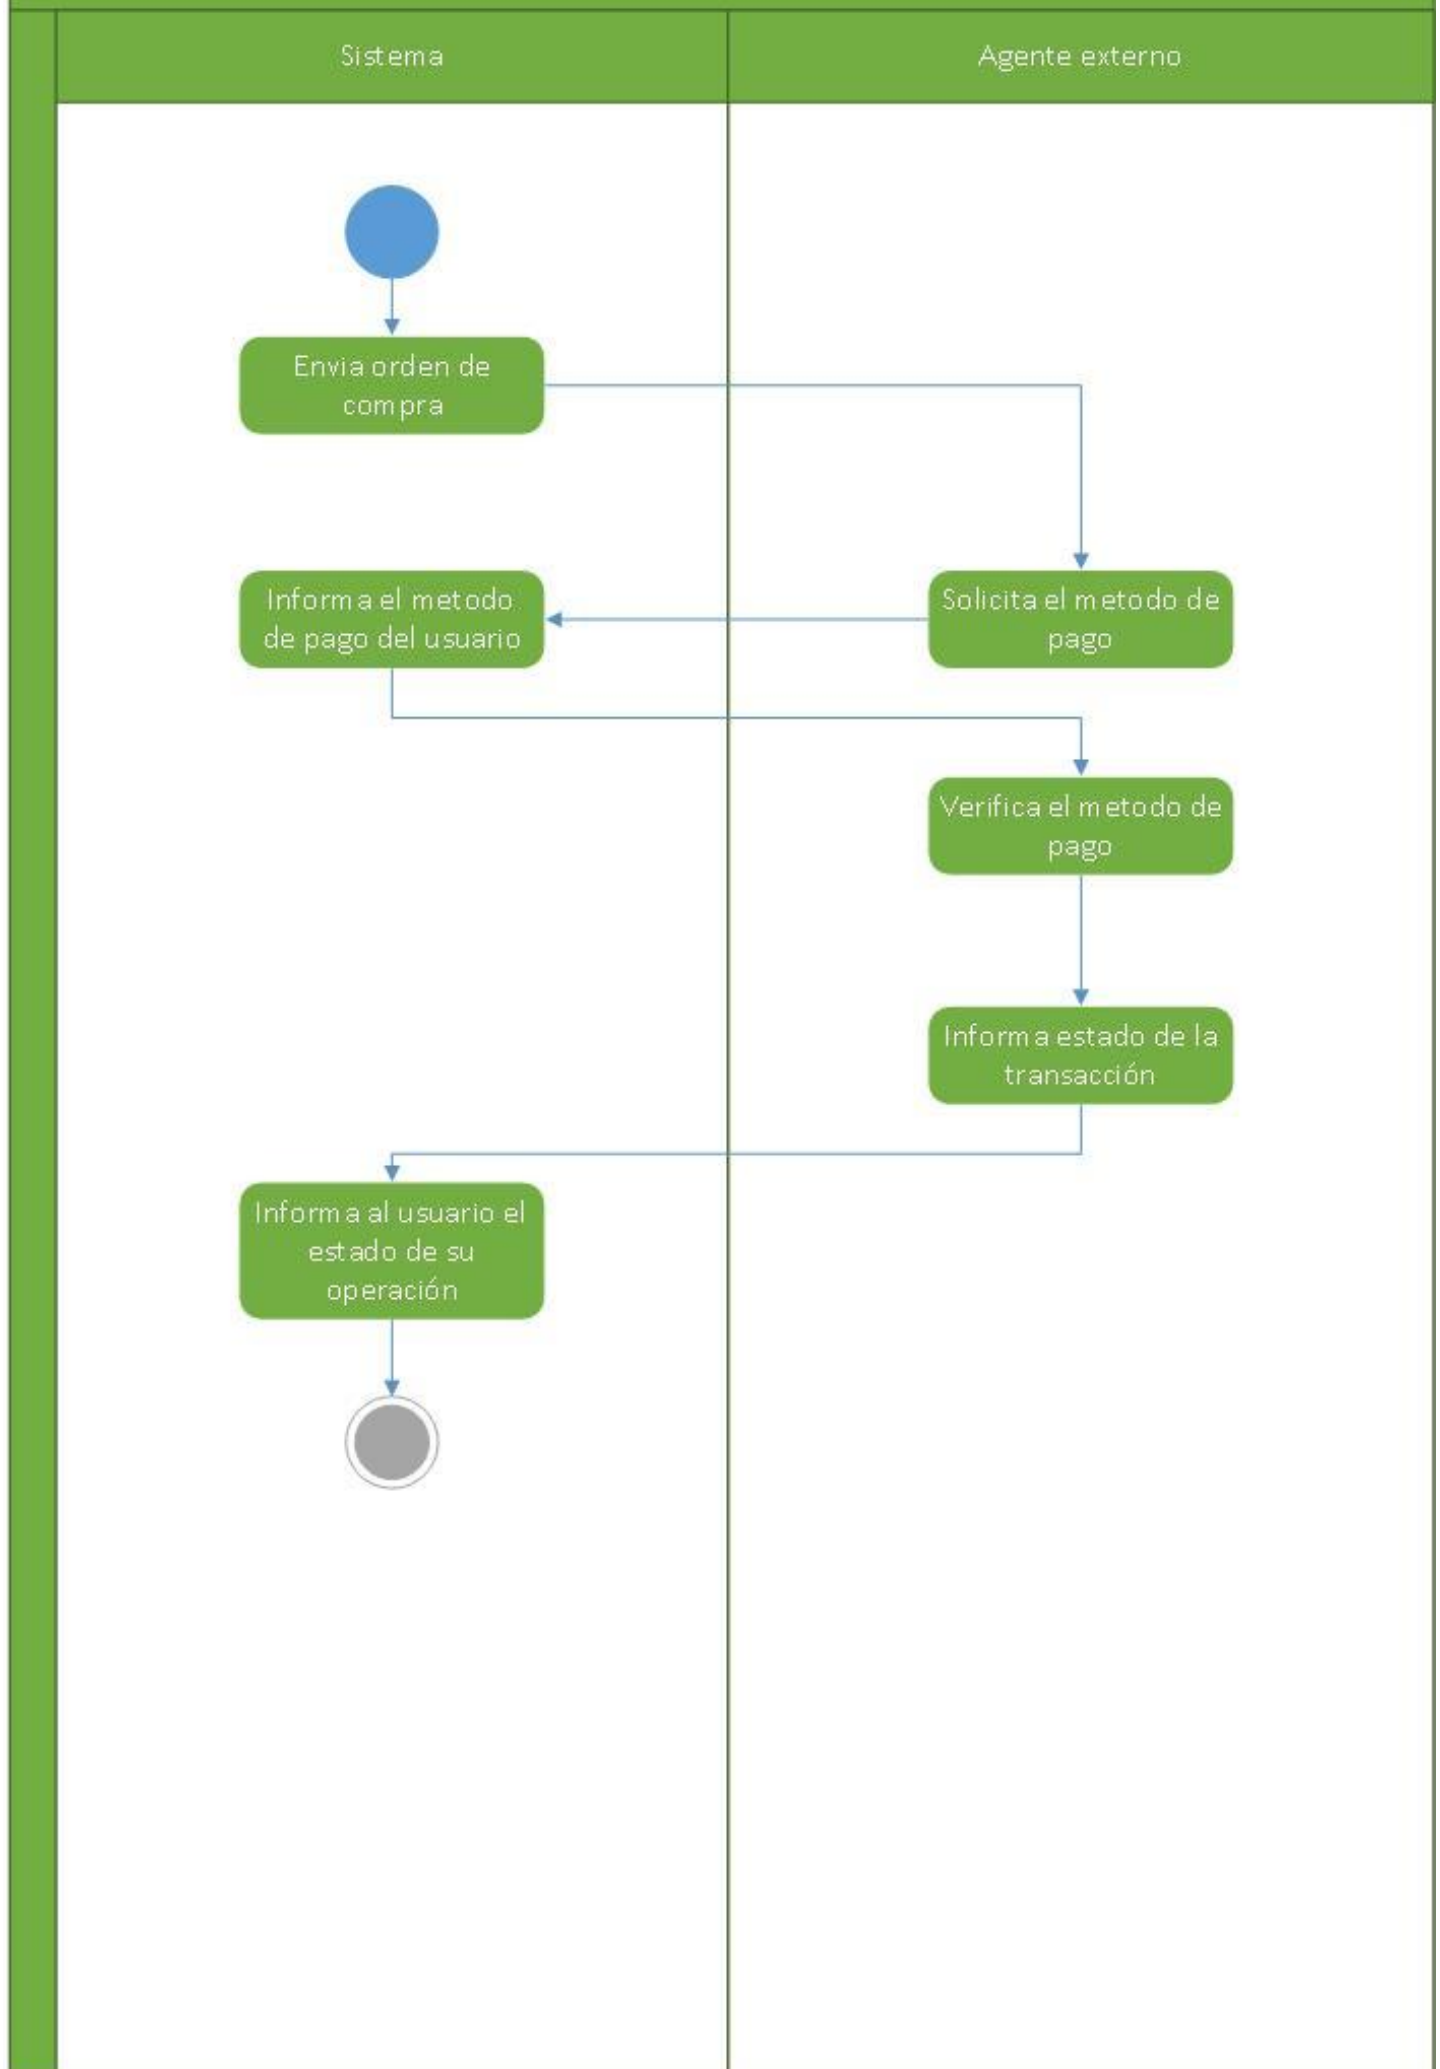 Sistema
Agente externo
Envia orden de
compra
Solicita el metodo de
pago
Informa el metodo
de pago del usuario
Verifica el metodo de
pago
Informa estado de la
transacción
Informa al usuario el
estado de su
operación